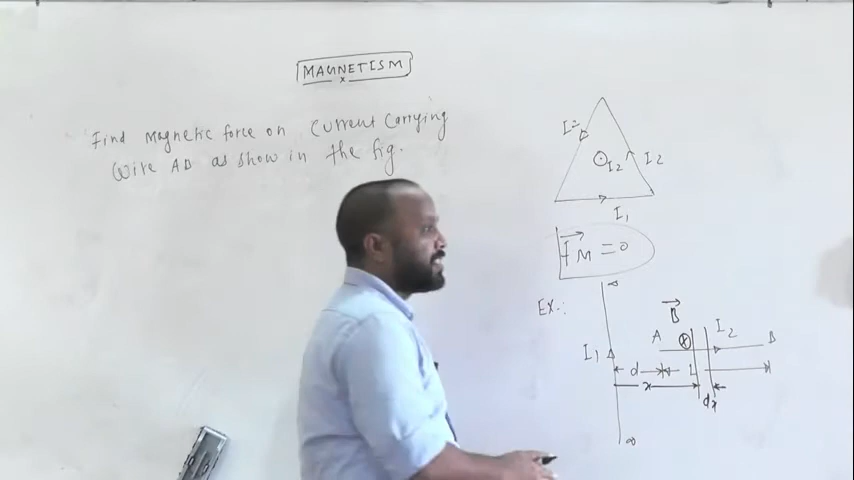 MAGNETISM
Find Magnetic force on Current Carrying
Wire AB as show in the fig.
I2
I2
I1
FM = 0
Ex.:
∞
B
I2
A
B
I1
d
L
x
dx
∞